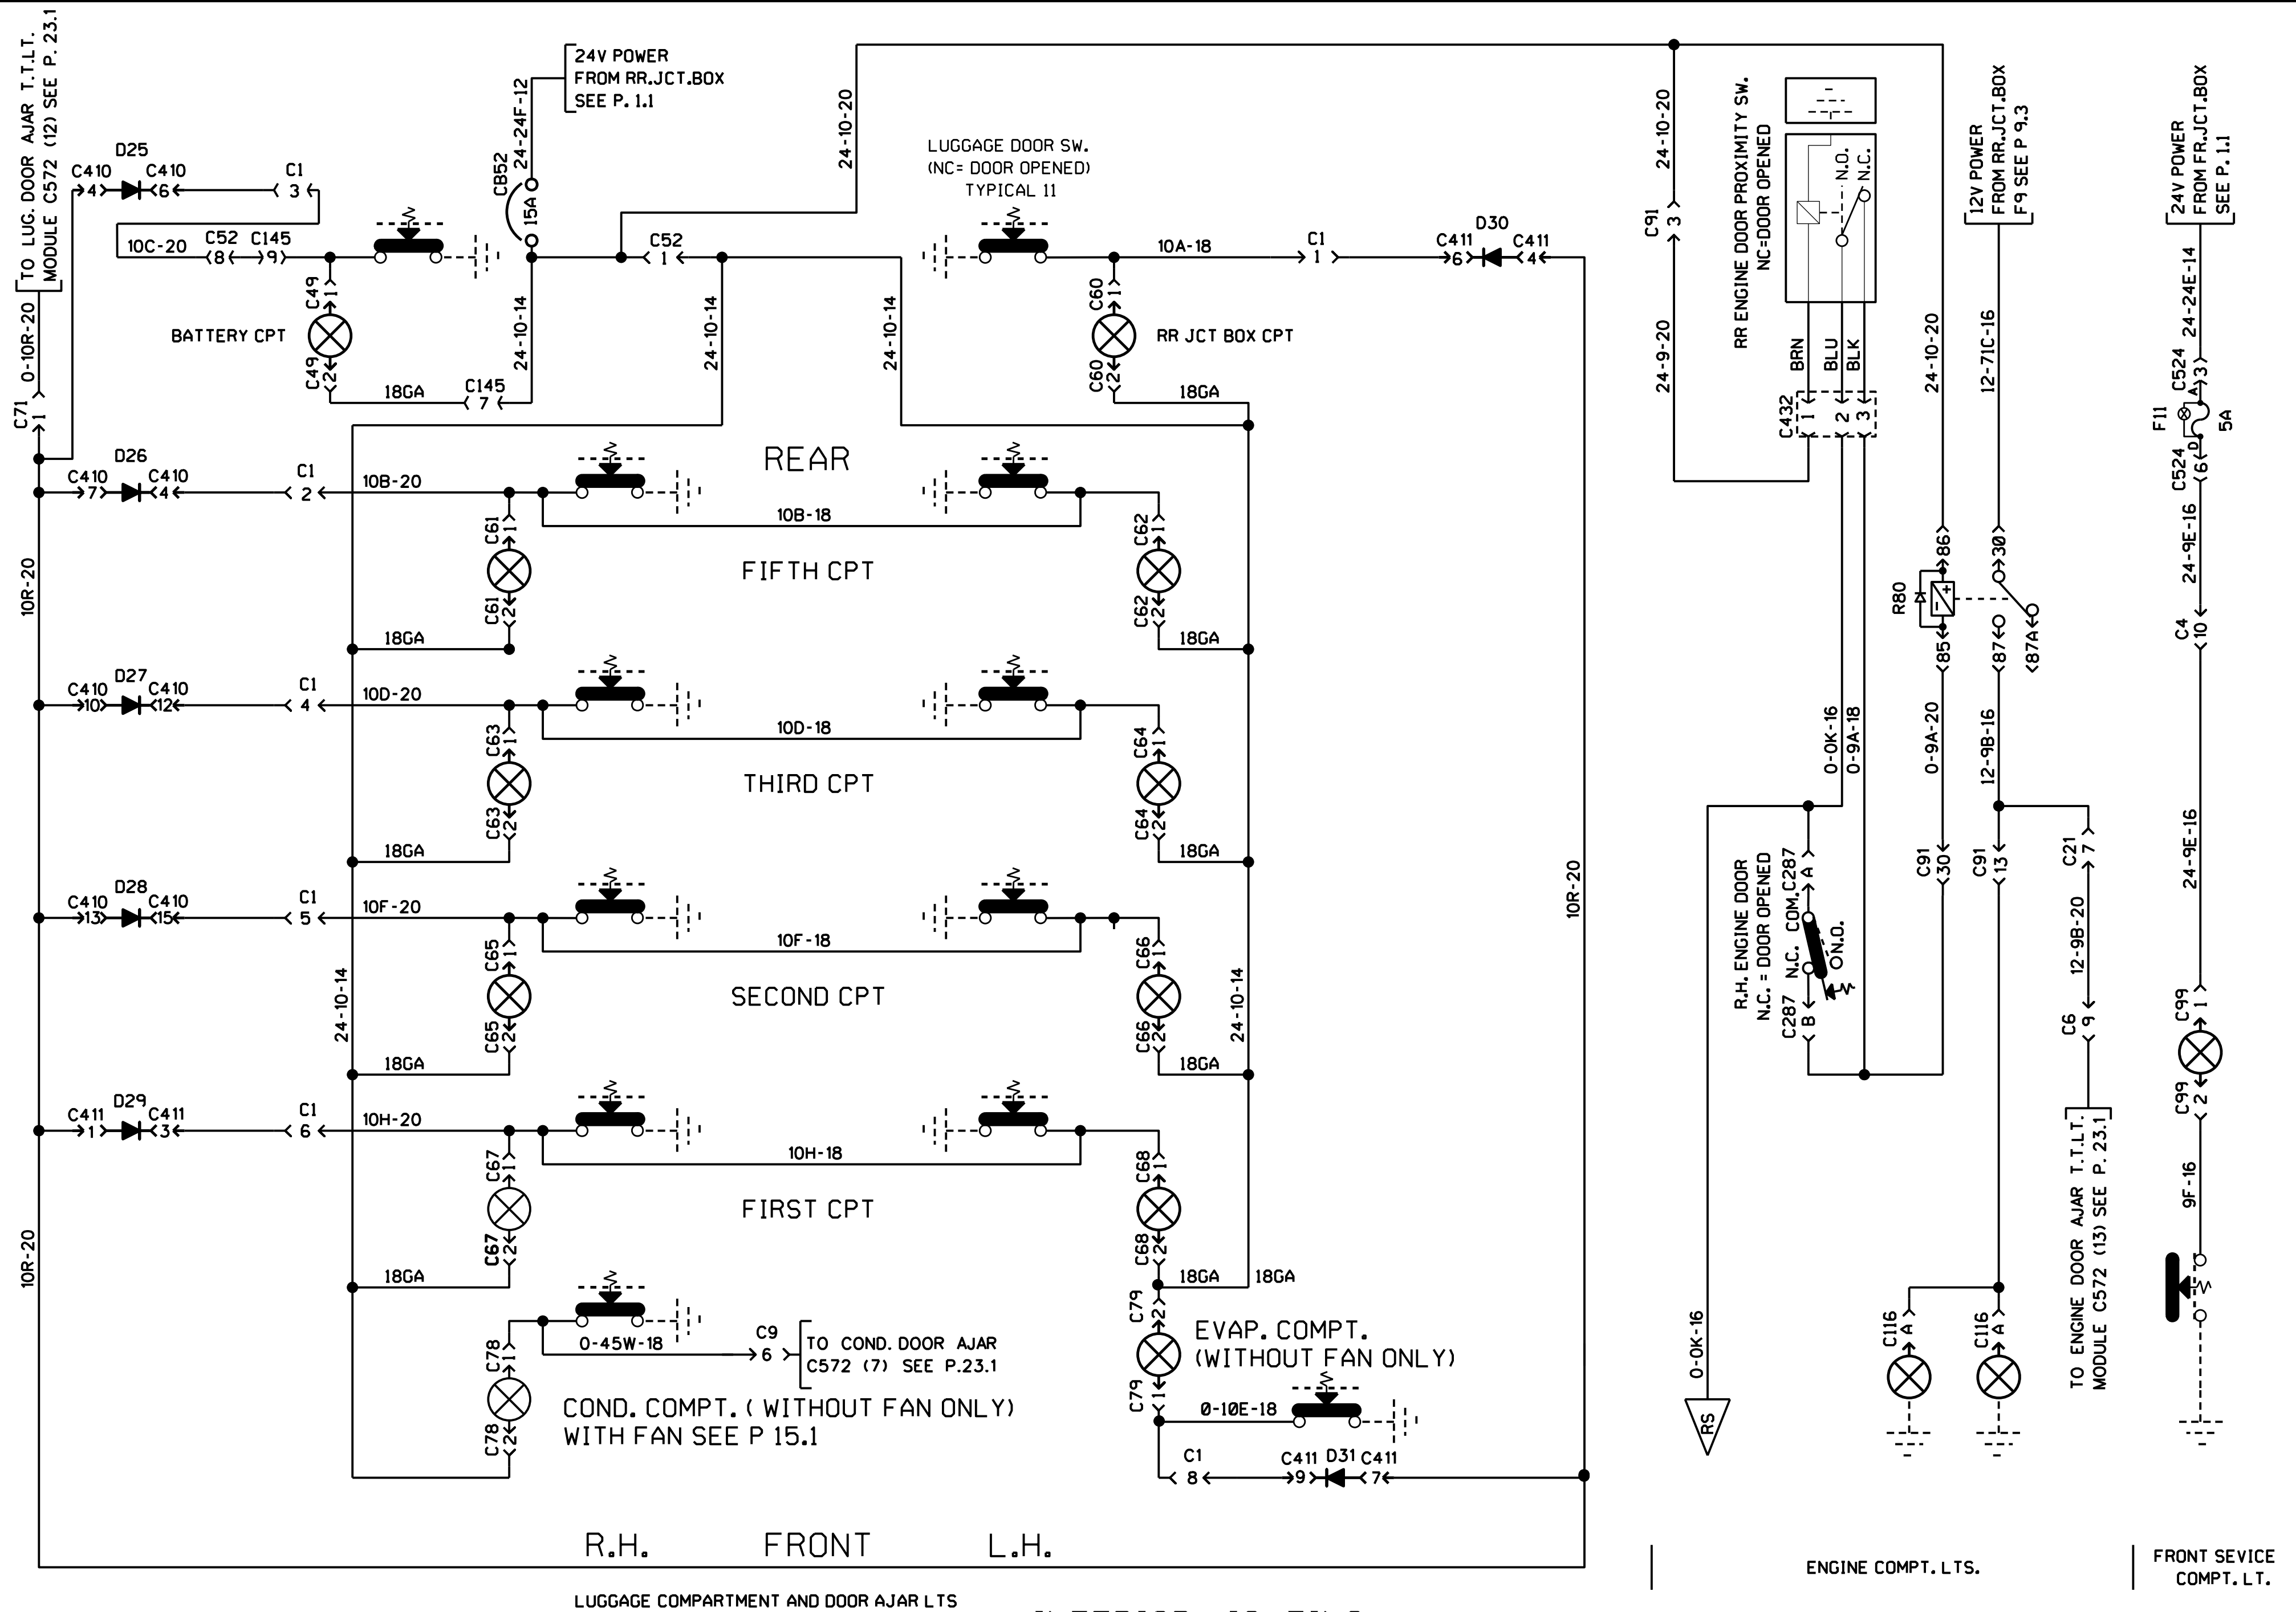 TO LUG. DOOR AJAR T.T.LT.
MODULE C572 (12) SEE P. 23.1
0-10R-20
C71
1
10R-20
10R-20
D25
C410
4
C410
6
C1
3
10C-20
C52
8
C145
9
C49
1
BATTERY CPT
C49
2
18GA
C145
7
24V POWER
FROM RR.JCT.BOX
SEE P. 1.1
24-24F-12
CB52
15A
24-10-14
C52
1
24-10-14
24-10-20
24-10-14
LUGGAGE DOOR SW.
(NC= DOOR OPENED)
TYPICAL 11
10A-18
C1
1
D30
C411
6
C411
4
C60
1
RR JCT BOX CPT
C60
2
18GA
REAR
D26
C410
7
C410
4
C1
2
10B-20
10B-18
C61
1
C61
2
FIFTH CPT
C62
1
C62
2
18GA
18GA
D27
C410
10
C410
12
C1
4
10D-20
10D-18
C63
1
C63
2
THIRD CPT
C64
1
C64
2
18GA
18GA
D28
C410
13
C410
15
C1
5
10F-20
10F-18
C65
1
C65
2
SECOND CPT
C66
1
C66
2
24-10-14
24-10-14
18GA
18GA
D29
C411
1
C411
3
C1
6
10H-20
10H-18
C67
1
C67
2
FIRST CPT
C68
1
C68
2
18GA
18GA
18GA
C78
1
C78
2
0-45W-18
C9
6
TO COND. DOOR AJAR
C572 (7) SEE P.23.1
COND. COMPT. ( WITHOUT FAN ONLY)
WITH FAN SEE P 15.1
C79
2
C79
1
EVAP. COMPT.
(WITHOUT FAN ONLY)
0-10E-18
C1
8
C411
9
D31
C411
7
10R-20
R.H.
FRONT
L.H.
LUGGAGE COMPARTMENT AND DOOR AJAR LTS
24-10-20
C91
3
24-9-20
RR ENGINE DOOR PROXIMITY SW.
NC=DOOR OPENED
N.O.
N.C.
BRN
BLU
BLK
C432
1
2
3
0-0K-16
0-9A-18
R.H. ENGINE DOOR
N.C. = DOOR OPENED
C287
A
COM.
N.C.
N.O.
C287
B
0-0K-16
RS
24-10-20
12V POWER
FROM RR.JCT.BOX
F9 SEE P 9.3
12-71C-16
R80
86
30
85
87
87A
0-9A-20
12-9B-16
C91
30
C91
13
C21
7
12-9B-20
C6
9
TO ENGINE DOOR AJAR T.T.LT.
MODULE C572 (13) SEE P. 23.1
C116
A
C116
A
24V POWER
FROM FR.JCT.BOX
SEE P. 1.1
24-24E-14
C524
3
A
F11
5A
D
C524
6
24-9E-16
C4
10
24-9E-16
C99
1
C99
2
9F-16
ENGINE COMPT. LTS.
FRONT SEVICE
COMPT. LT.